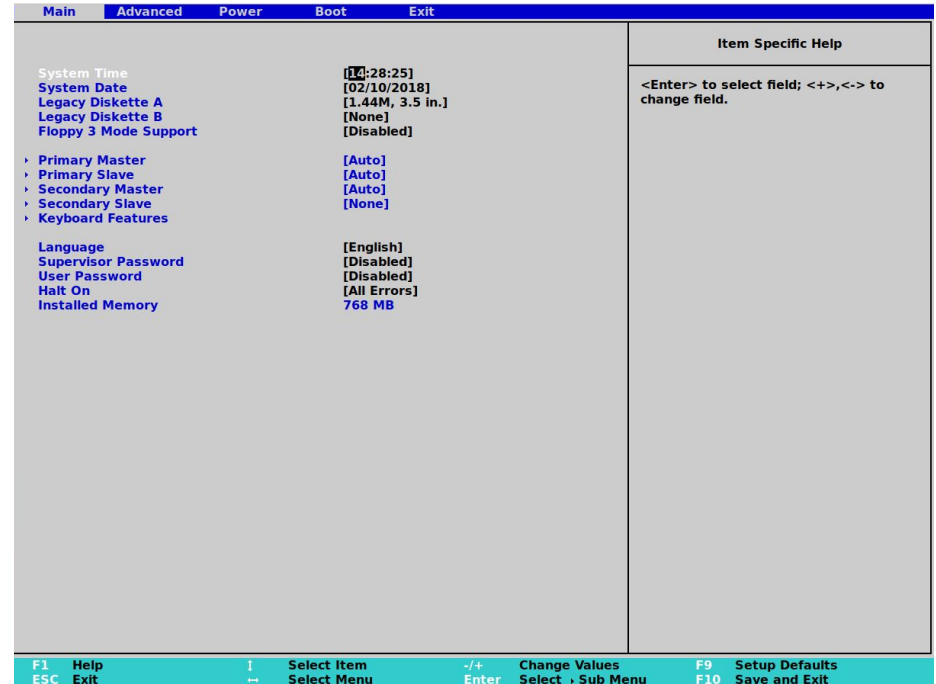 Main Advanced Power Boot Exit
Item Specific Help
System Time [14:28:25]
System Date [02/10/2018]
<Enter> to select field; <+>,<-> to
change field.
Legacy Diskette A [1.44M, 3.5 in.]
Legacy Diskette B [None]
Floppy 3 Mode Support [Disabled]
Primary Master [Auto]
Primary Slave [Auto]
Secondary Master [Auto]
Secondary Slave [None]
Keyboard Features
Language [English]
Supervisor Password [Disabled]
User Password [Disabled]
Halt On [All Errors]
Installed Memory 768 MB
F1 Help ↕ Select Item -/+ Change Values F9 Setup Defaults
ESC Exit ↔ Select Menu Enter Select ▸ Sub Menu F10 Save and Exit